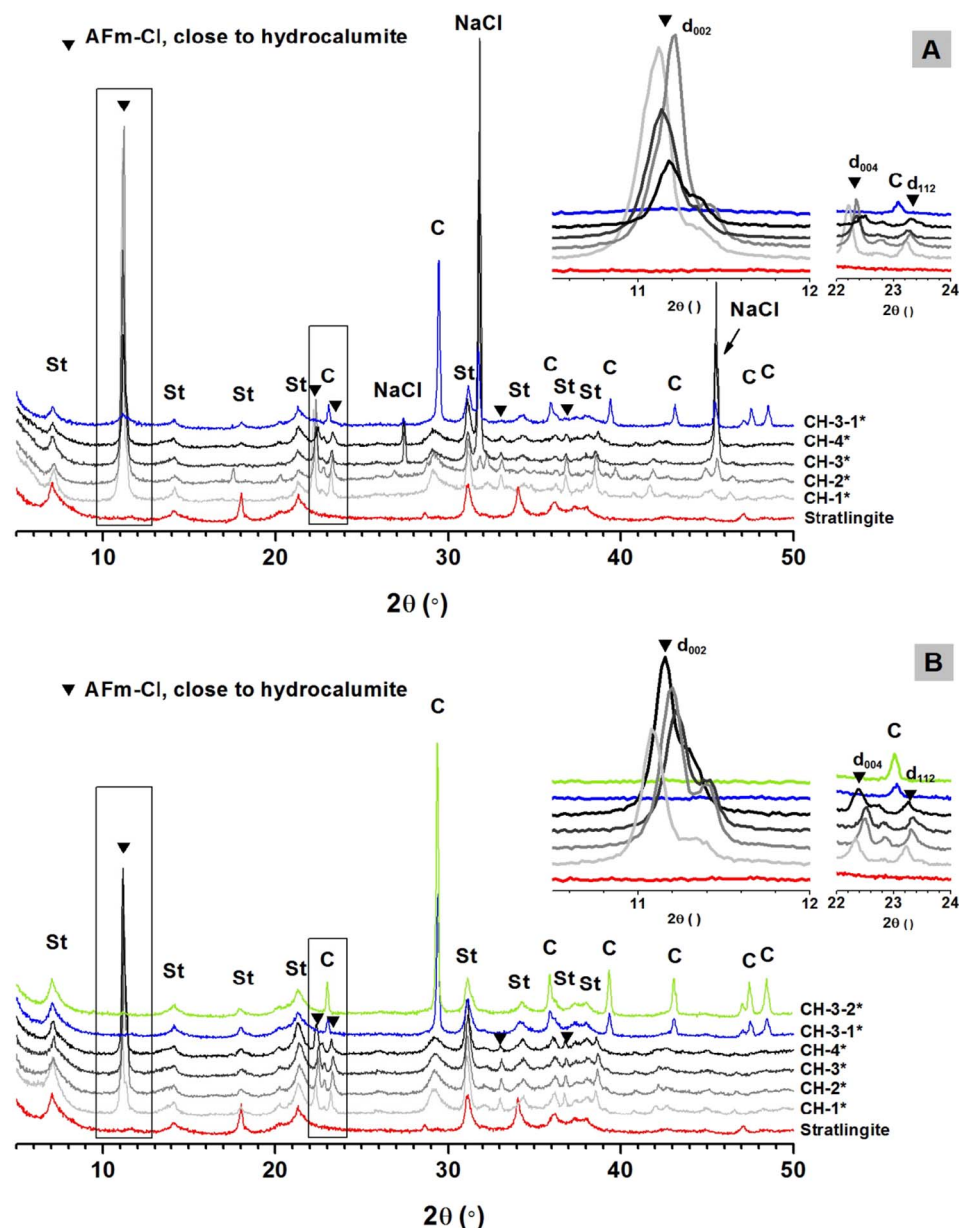 ▼ AFm-Cl, close to hydrocalumite
NaCl
▼ d002
A
▼
d004
▼ C d112
▼
11 12
2θ ()
22 23 24
2θ ()
C
NaCl
St St St St C NaCl St St C St St C C C
▼ ▼ ▼ ▼
CH-3-1*
CH-4*
CH-3*
CH-2*
CH-1*
Stratlingite
10 20 30 40 50
2θ (°)
▼ AFm-Cl, close to hydrocalumite
C
▼ d002
B
▼
C
d004
▼ d112
▼
11 12
2θ ()
22 23 24
2θ ()
St St St St C St St C St St C C C C
▼ ▼ ▼ ▼
CH-3-2*
CH-3-1*
CH-4*
CH-3*
CH-2*
CH-1*
Stratlingite
10 20 30 40 50
2θ (°)